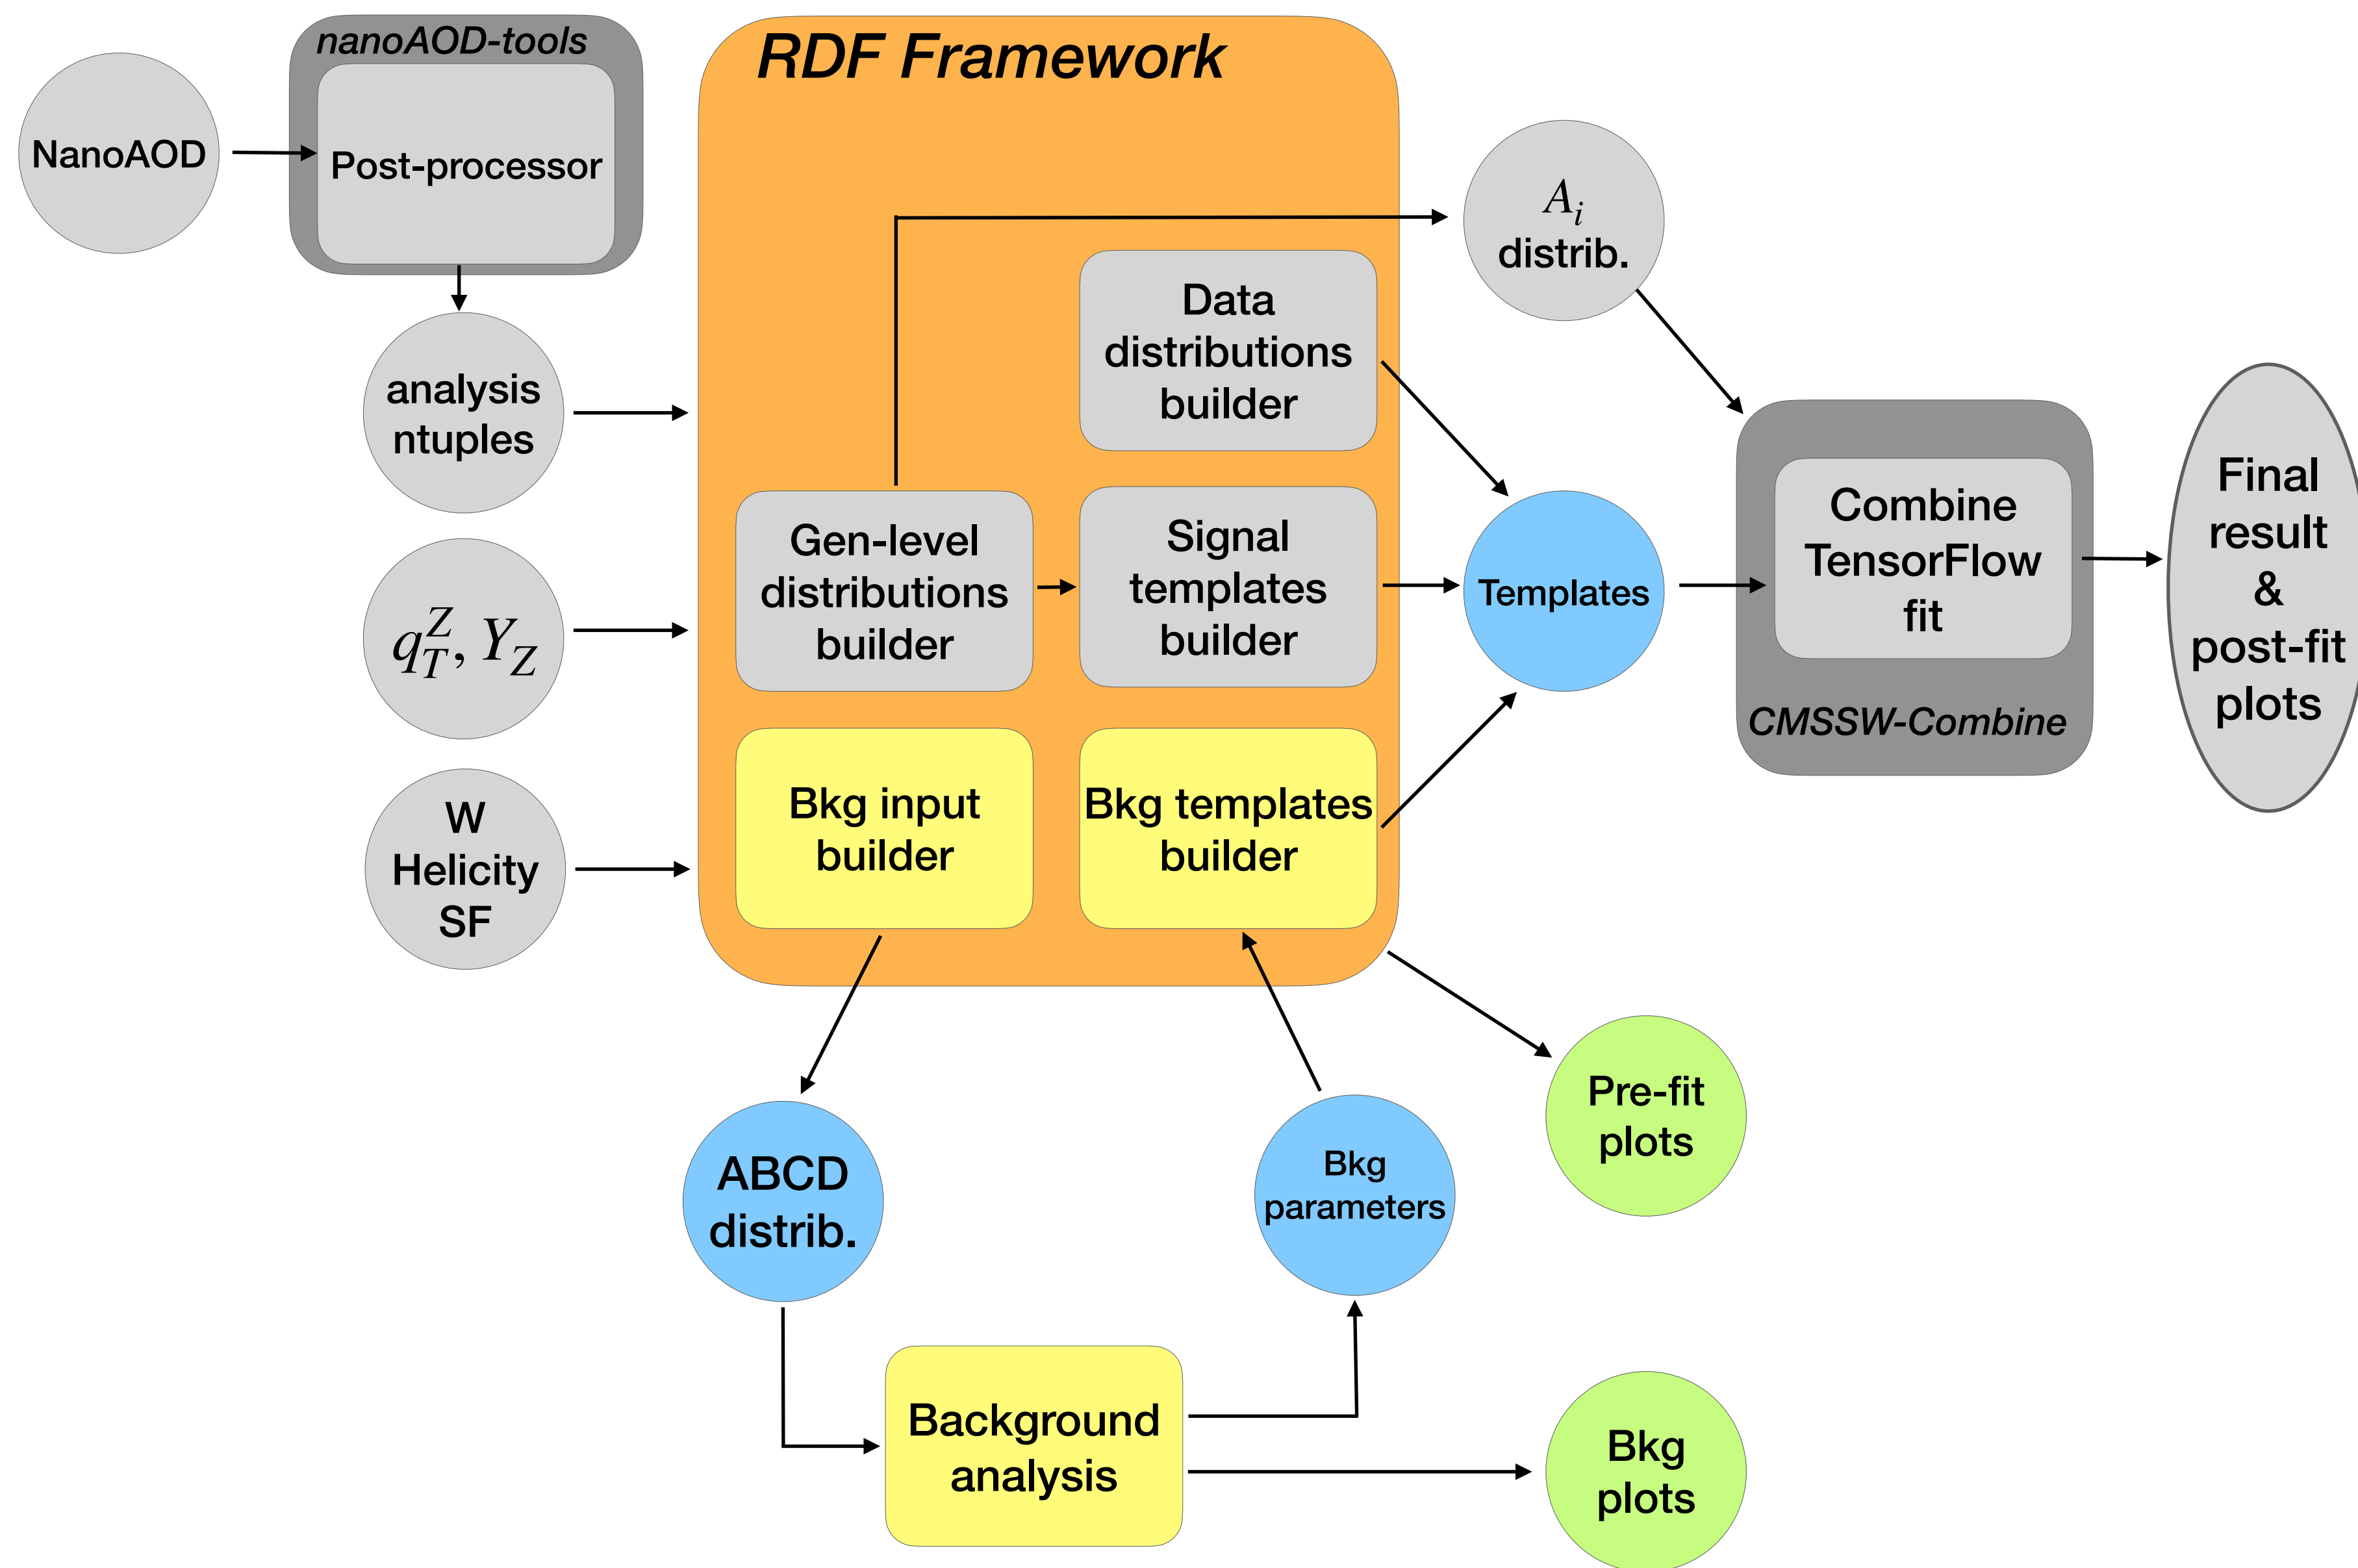 nanoAOD-tools
NanoAOD
Post-processor
RDF Framework
A_i
distrib.
analysis
ntuples
Data
distributions
builder
Gen-level
distributions
builder
Signal
templates
builder
Templates
Combine
TensorFlow
fit
CMSSW-Combine
Final
result
&
post-fit
plots
q_T^Z, Y_Z
W
Helicity
SF
Bkg input
builder
Bkg templates
builder
ABCD
distrib.
Bkg
parameters
Pre-fit
plots
Background
analysis
Bkg
plots